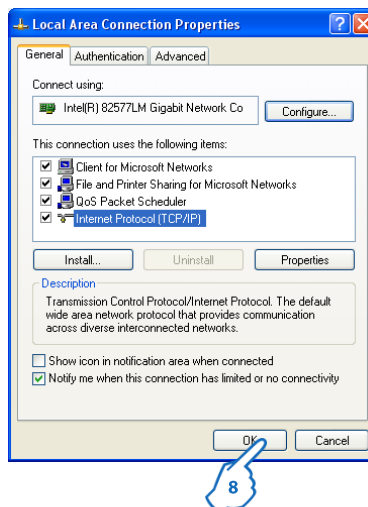 Local Area Connection Properties
General Authentication Advanced
Connect using:
Intel(R) 82577LM Gigabit Network Co
Configure...
This connection uses the following items:
Client for Microsoft Networks
File and Printer Sharing for Microsoft Networks
QoS Packet Scheduler
Internet Protocol (TCP/IP)
Install... Uninstall Properties
Description
Transmission Control Protocol/Internet Protocol. The default
wide area network protocol that provides communication
across diverse interconnected networks.
Show icon in notification area when connected
Notify me when this connection has limited or no connectivity
OK Cancel
8